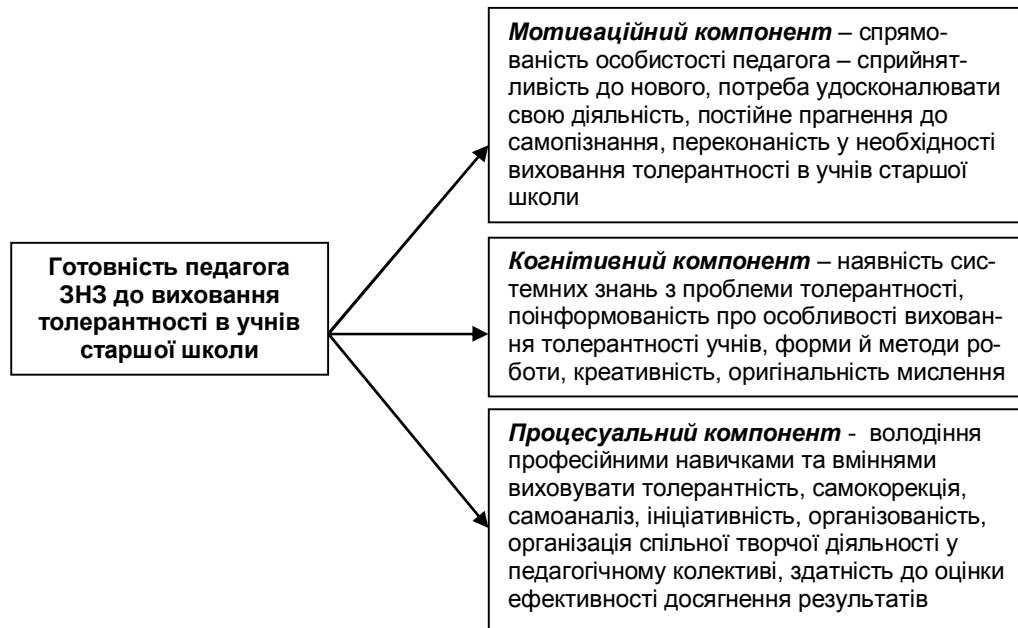 Мотиваційний компонент – спрямо-
ваність особистості педагога – сприйнят-
ливість до нового, потреба удосконалювати
свою діяльність, постійне прагнення до
самопізнання, переконаність у необхідності
виховання толерантності в учнів старшої
школи
Готовність педагога
ЗНЗ до виховання
толерантності в учнів
старшої школи
Когнітивний компонент – наявність сис-
темних знань з проблеми толерантності,
поінформованість про особливості вихован-
ня толерантності учнів, форми й методи ро-
боти, креативність, оригінальність мислення
Процесуальний компонент - володіння
професійними навичками та вміннями
виховувати толерантність, самокорекція,
самоаналіз, ініціативність, організованість,
організація спільної творчої діяльності у
педагогічному колективі, здатність до оцінки
ефективності досягнення результатів